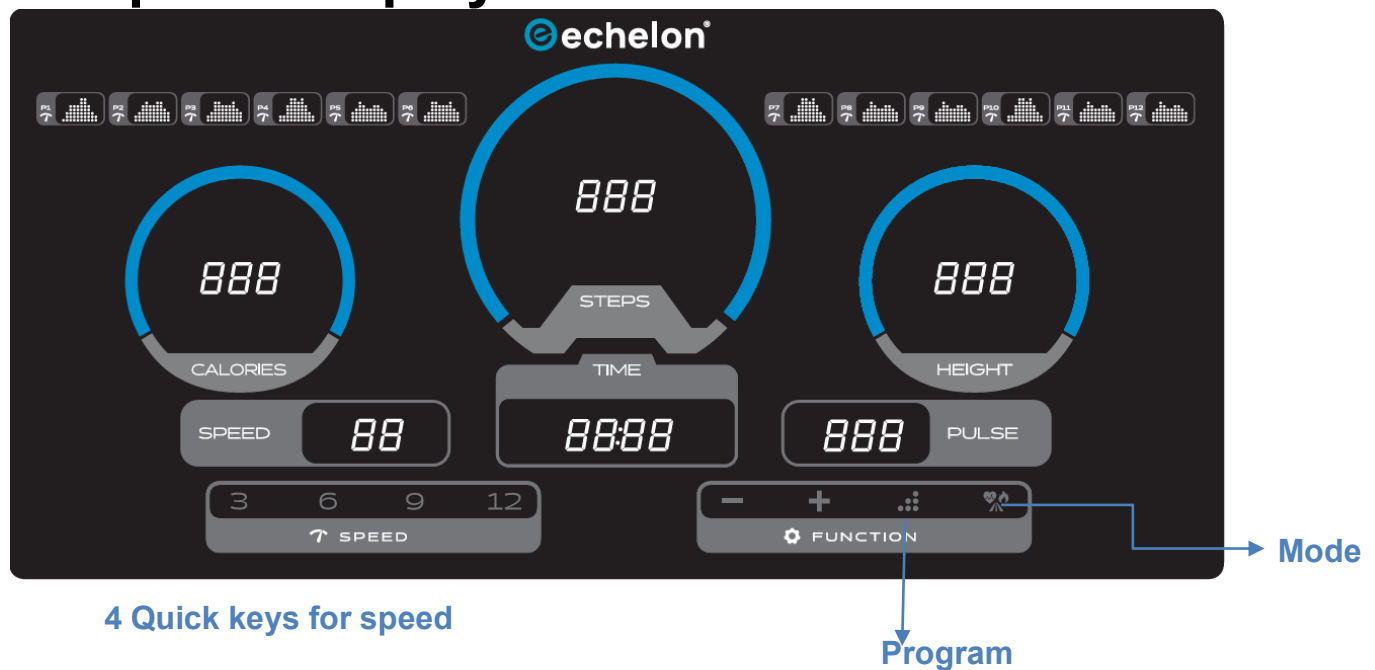 echelon®
P1 P2 P3 P4 P5 P6
P7 P8 P9 P10 P11 P12
888
888
888
STEPS
CALORIES
TIME
HEIGHT
SPEED 88
88:88
888 PULSE
3 6 9 12
SPEED
- +
FUNCTION
Mode
4 Quick keys for speed
Program